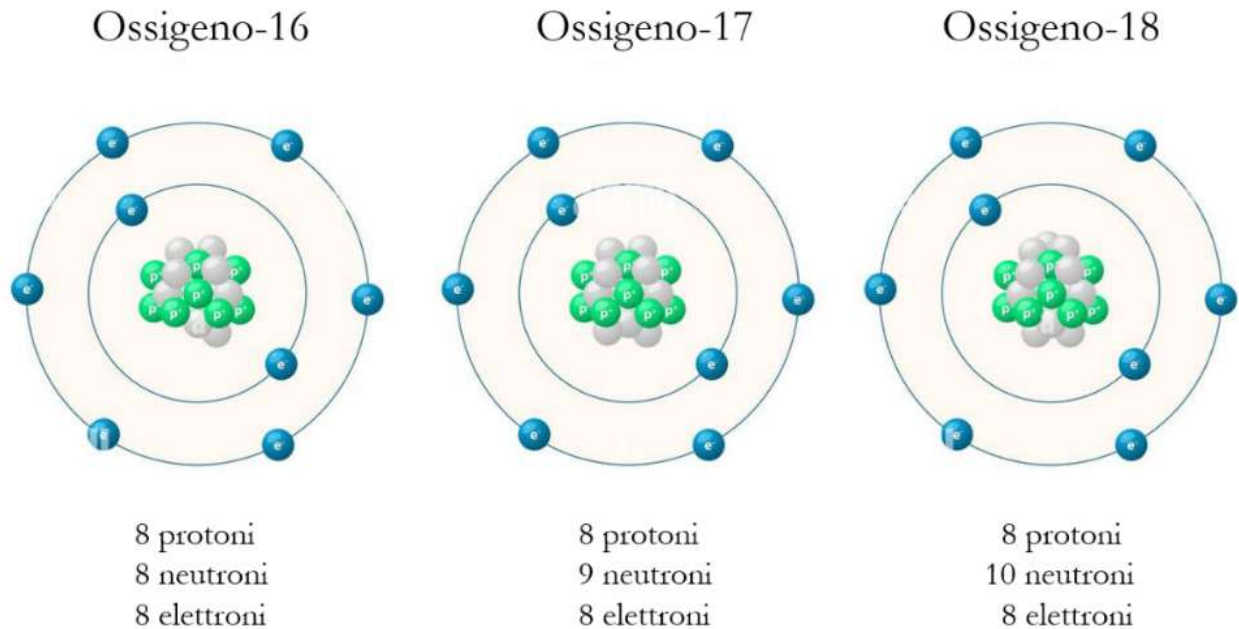 Ossigeno-16
Ossigeno-17
Ossigeno-18
e-
e-
e-
e-
e-
e-
e-
e-
p
p+
p+
p+
p
p+
p+
p+
e-
e-
e-
e-
e-
e-
e-
e-
p
p+
p+
p+
p
p+
p+
p+
e-
e-
e-
e-
e-
e-
e-
e-
p
p+
p+
p+
p
p+
p+
p+
8 protoni
8 neutroni
8 elettroni
8 protoni
9 neutroni
8 elettroni
8 protoni
10 neutroni
8 elettroni